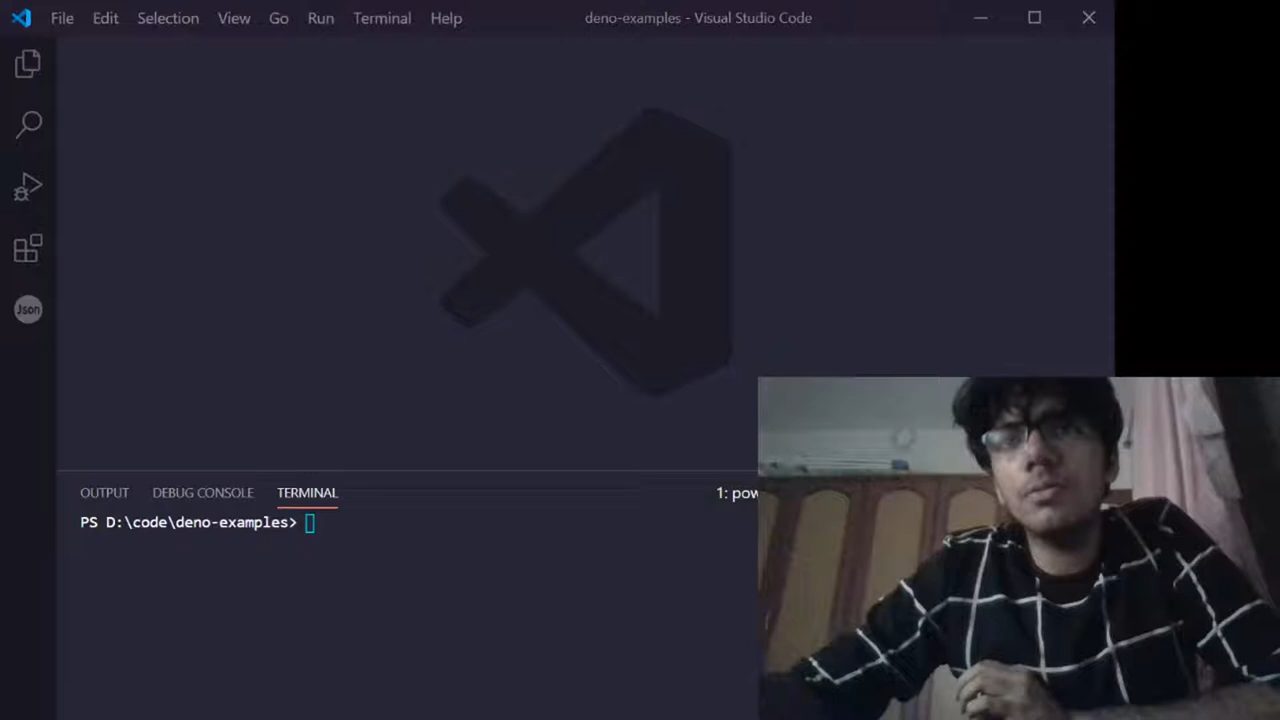 File Edit Selection View Go Run Terminal Help deno-examples - Visual Studio Code
Json
OUTPUT DEBUG CONSOLE TERMINAL 1: pow
PS D:\code\deno-examples>